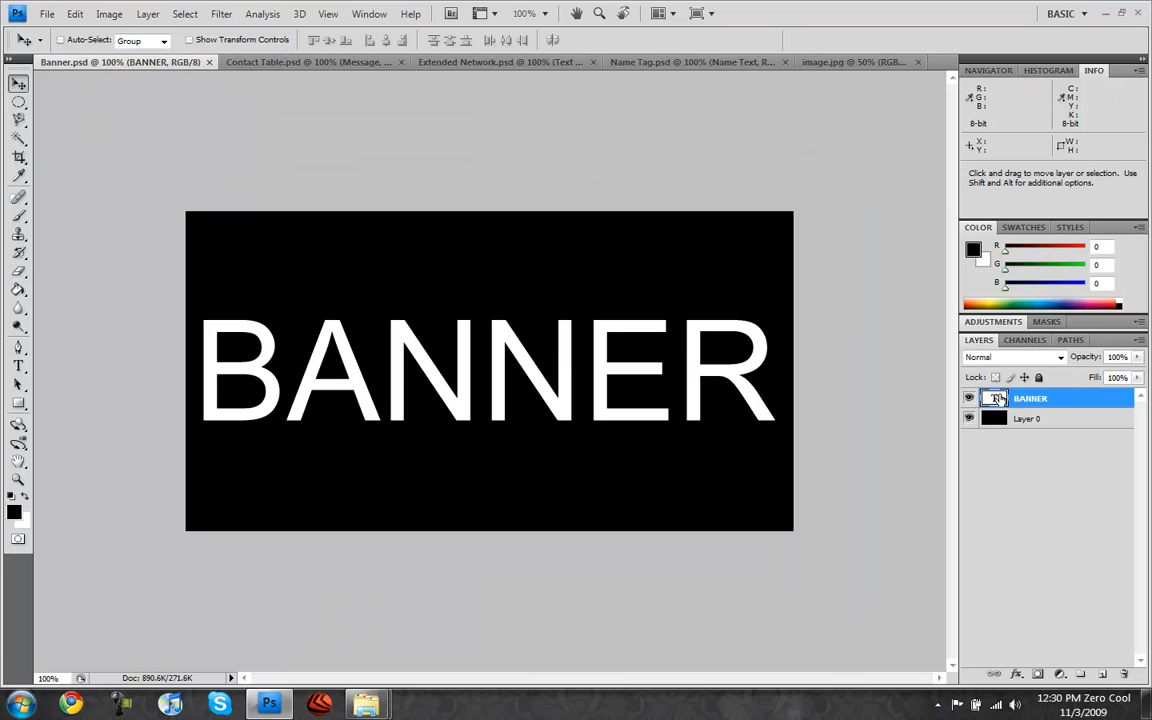 Ps File Edit Image Layer Select Filter Analysis 3D View Window Help Br 100% BASIC
Auto-Select: Group Show Transform Controls
Banner.psd @ 100% (BANNER, RGB/8) Contact Table.psd @ 100% (Message, ... Extended Network.psd @ 100% (Text ... Name Tag.psd @ 100% (Name Text, R... image.jpg @ 50% (RGB...
NAVIGATOR HISTOGRAM INFO
R: C:
G: M:
B: Y:
K:
8-bit 8-bit
X: W:
Y: H:
Click and drag to move layer or selection. Use
Shift and Alt for additional options.
COLOR SWATCHES STYLES
R 0
G 0
B 0
ADJUSTMENTS MASKS
LAYERS CHANNELS PATHS
Normal Opacity: 100%
Lock: Fill: 100%
T BANNER
Layer 0
BANNER
100% Doc: 890.6K/271.6K
Ps 12:30 PM Zero Cool
11/3/2009